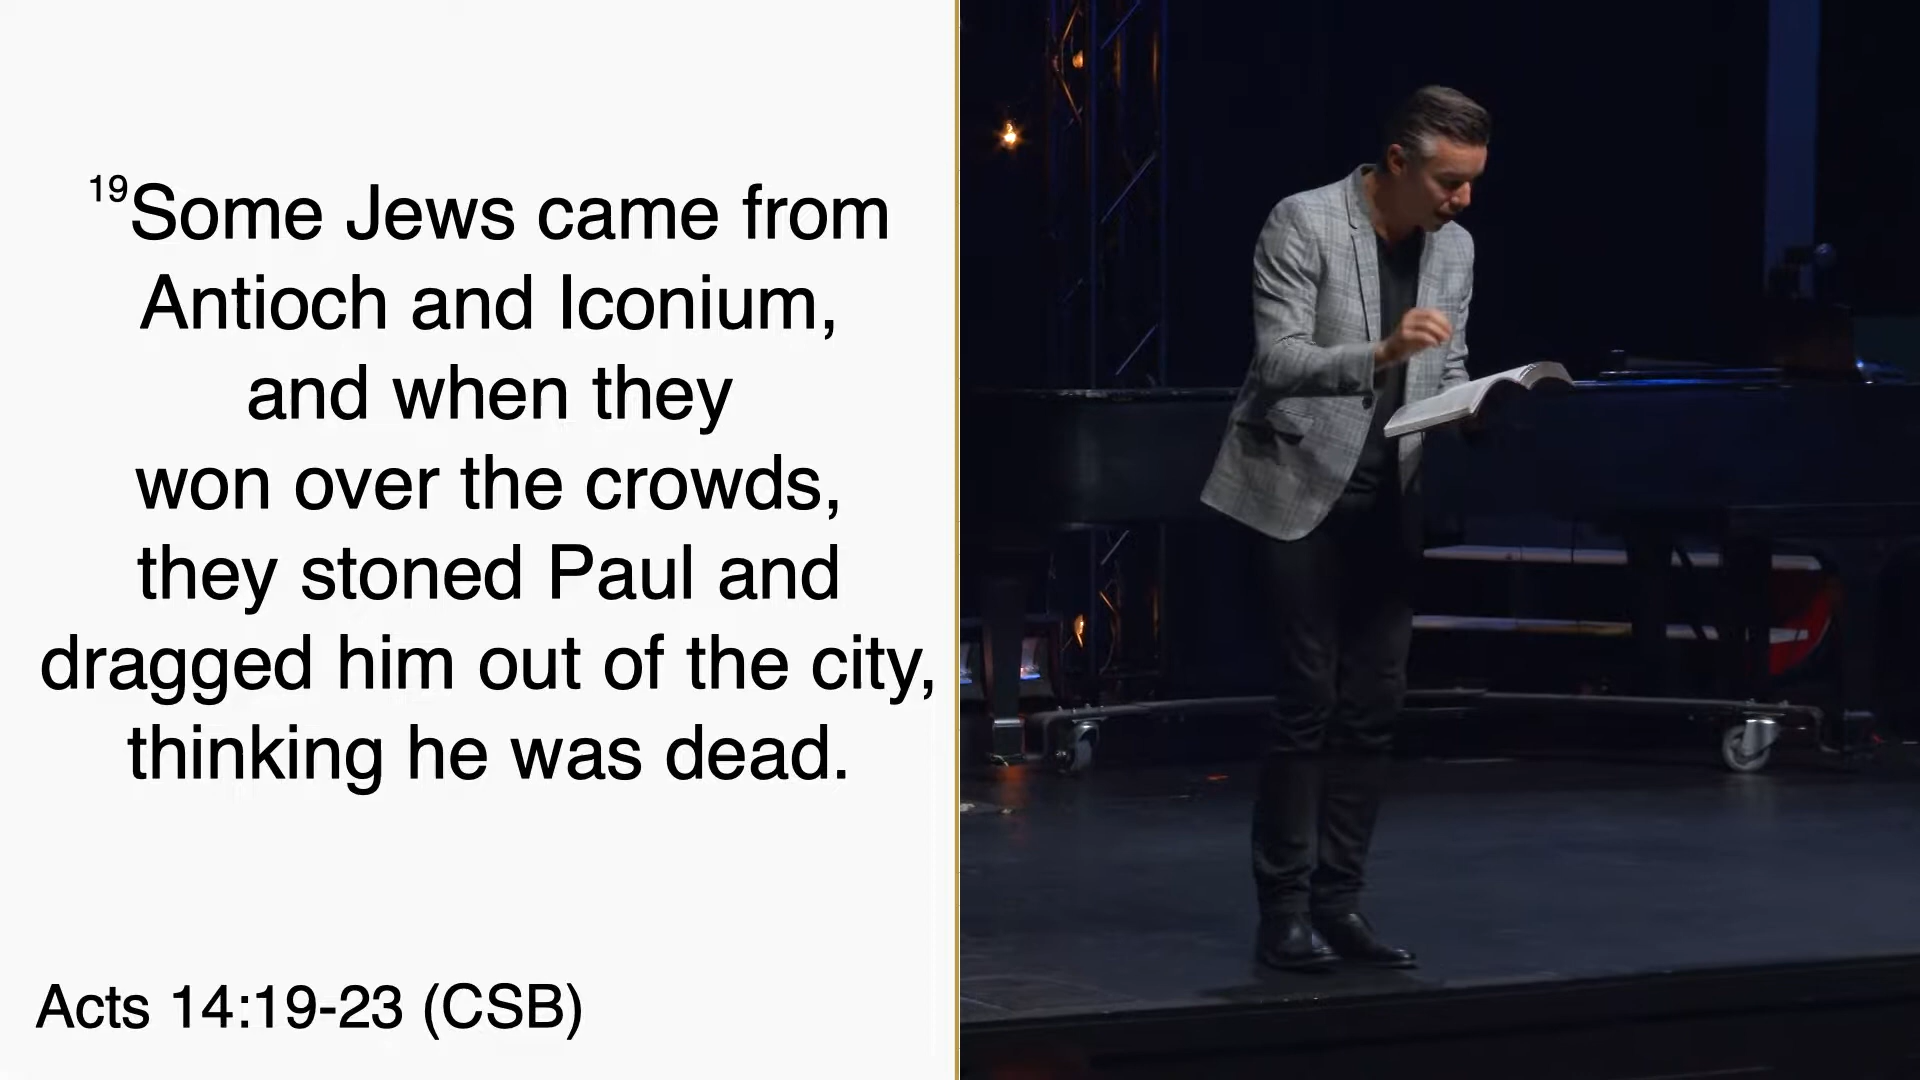 19Some Jews came from
Antioch and Iconium,
and when they
won over the crowds,
they stoned Paul and
dragged him out of the city,
thinking he was dead.
Acts 14:19-23 (CSB)